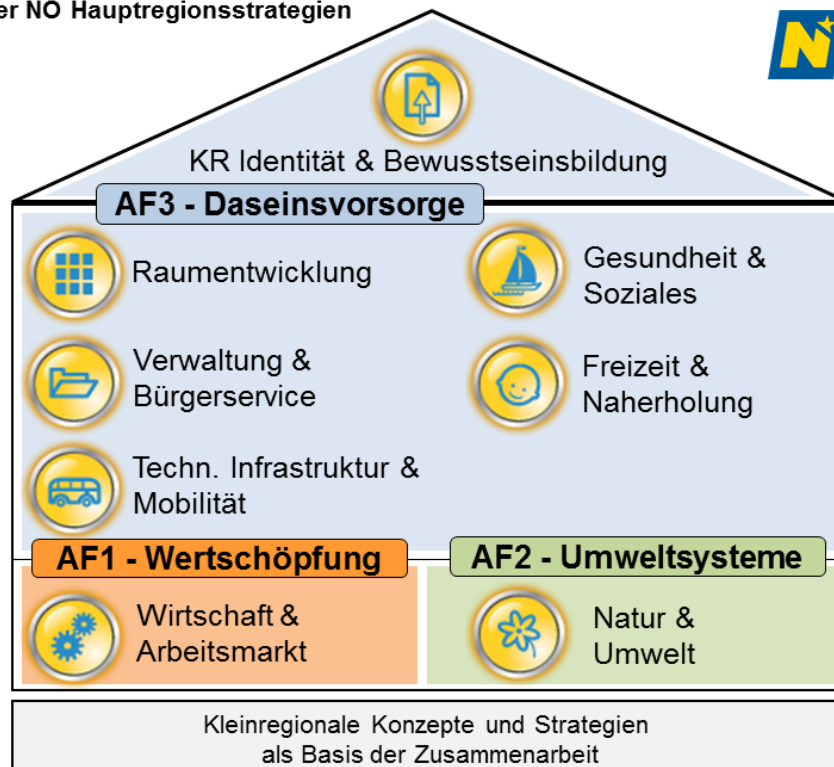 er NÖ Hauptregionsstrategien
N
KR Identität & Bewusstseinsbildung
AF3 - Daseinsvorsorge
Raumentwicklung
Gesundheit &
Soziales
Verwaltung &
Bürgerservice
Freizeit &
Naherholung
Techn. Infrastruktur &
Mobilität
AF1 - Wertschöpfung
AF2 - Umweltsysteme
Wirtschaft &
Arbeitsmarkt
Natur &
Umwelt
Kleinregionale Konzepte und Strategien
als Basis der Zusammenarbeit